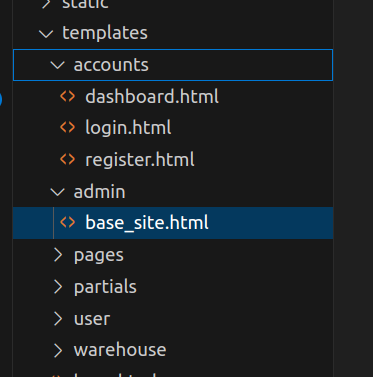 static
templates
accounts
<> dashboard.html
<> login.html
<> register.html
admin
<> base_site.html
pages
partials
user
warehouse